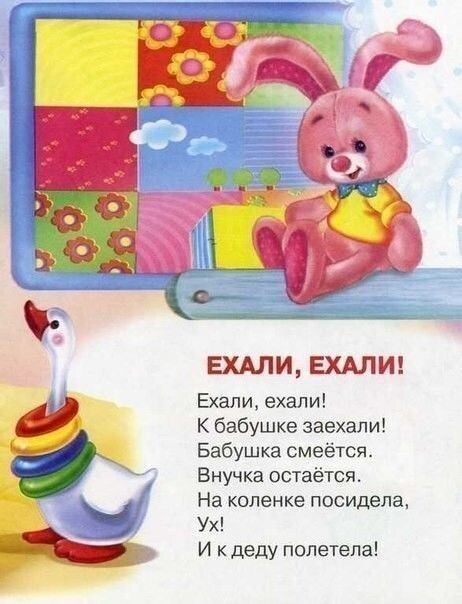 ЕХАЛИ, ЕХАЛИ!
Ехали, ехали!
К бабушке заехали!
Бабушка смеётся.
Внучка остаётся.
На коленке посидела,
Ух!
И к деду полетела!